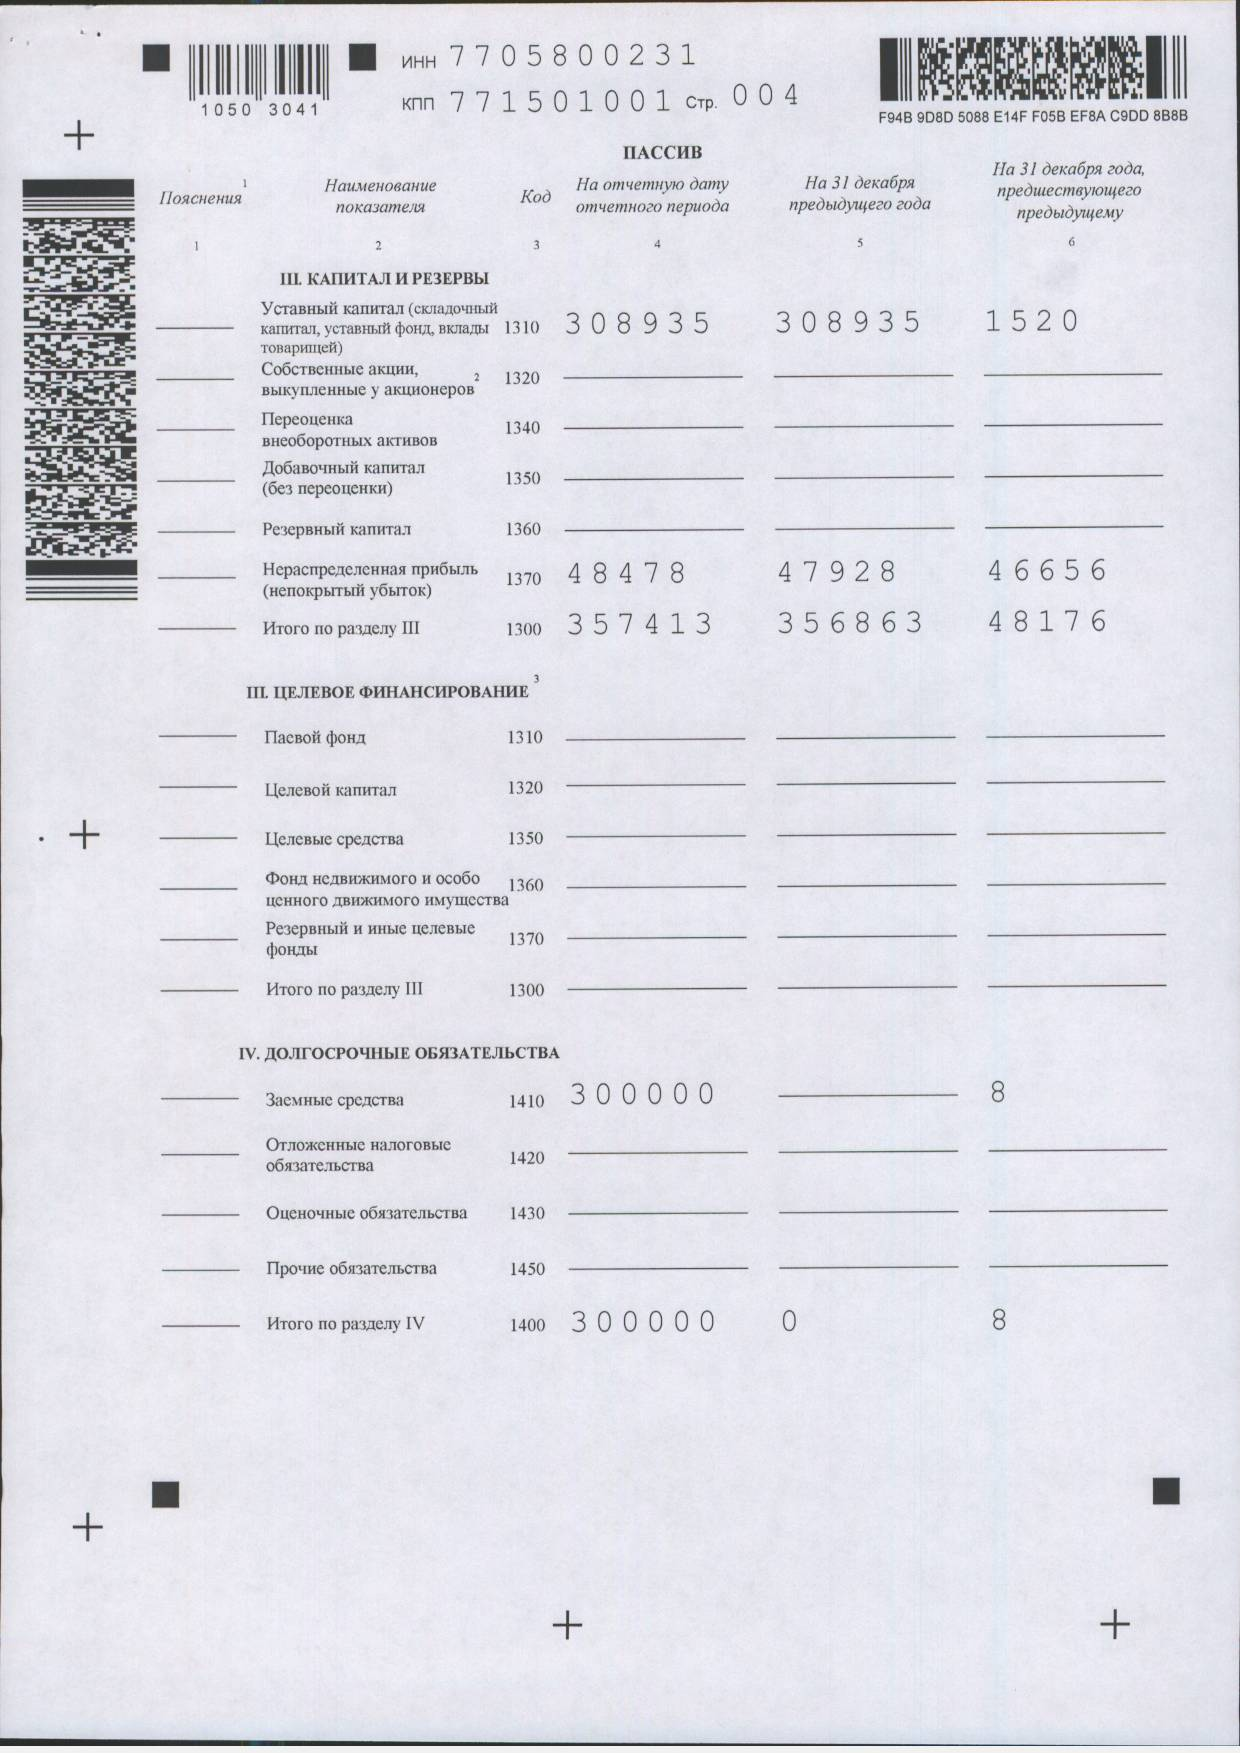 ИНН 7705800231
1050 3041
КПП 771501001 Стр. 004
F94B 9D8D 5088 E14F F05B EF8A C9DD 8B8B
ПАССИВ
Пояснения 1
Наименование показателя
Код
На отчетную дату отчетного периода
На 31 декабря предыдущего года
На 31 декабря года, предшествующего предыдущему
1 2 3 4 5 6
III. КАПИТАЛ И РЕЗЕРВЫ
Уставный капитал (складочный
капитал, уставный фонд, вклады 1310 308935 308935 1520
товарищей)
Собственные акции,
выкупленные у акционеров 2 1320
Переоценка
внеоборотных активов 1340
Добавочный капитал
(без переоценки) 1350
Резервный капитал 1360
Нераспределенная прибыль
(непокрытый убыток) 1370 48478 47928 46656
Итого по разделу III 1300 357413 356863 48176
III. ЦЕЛЕВОЕ ФИНАНСИРОВАНИЕ 3
Паевой фонд 1310
Целевой капитал 1320
Целевые средства 1350
Фонд недвижимого и особо
ценного движимого имущества 1360
Резервный и иные целевые
фонды 1370
Итого по разделу III 1300
IV. ДОЛГОСРОЧНЫЕ ОБЯЗАТЕЛЬСТВА
Заемные средства 1410 300000 8
Отложенные налоговые
обязательства 1420
Оценочные обязательства 1430
Прочие обязательства 1450
Итого по разделу IV 1400 300000 0 8